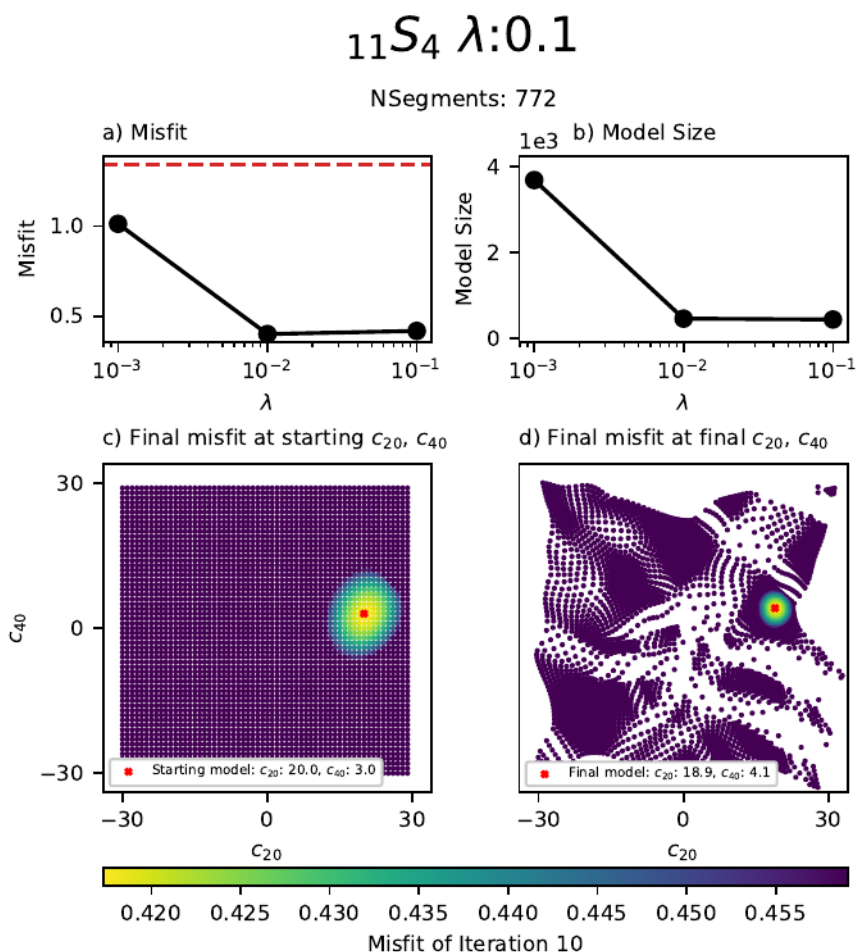 ₁₁S₄ λ:0.1
NSegments: 772
a) Misfit
b) Model Size
1e3
Misfit
1.0
0.5
10⁻³
10⁻²
10⁻¹
λ
Model Size
4
2
0
10⁻³
10⁻²
10⁻¹
λ
c) Final misfit at starting c₂₀, c₄₀
d) Final misfit at final c₂₀, c₄₀
c₄₀
30
0
−30
Starting model: c₂₀: 20.0, c₄₀: 3.0
−30
0
30
c₂₀
Final model: c₂₀: 18.9, c₄₀: 4.1
−30
0
30
c₂₀
0.420
0.425
0.430
0.435
0.440
0.445
0.450
0.455
Misfit of Iteration 10